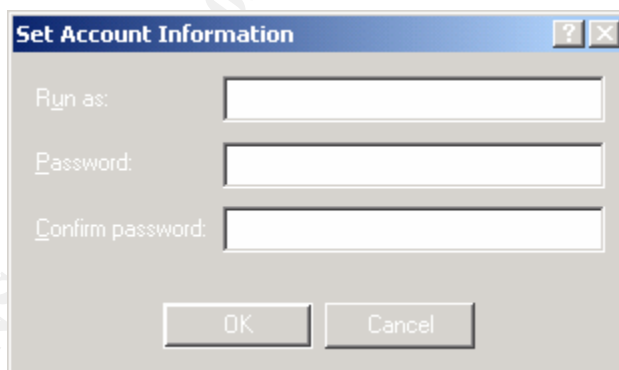 Set Account Information
Run as:
Password:
Confirm password:
OK Cancel